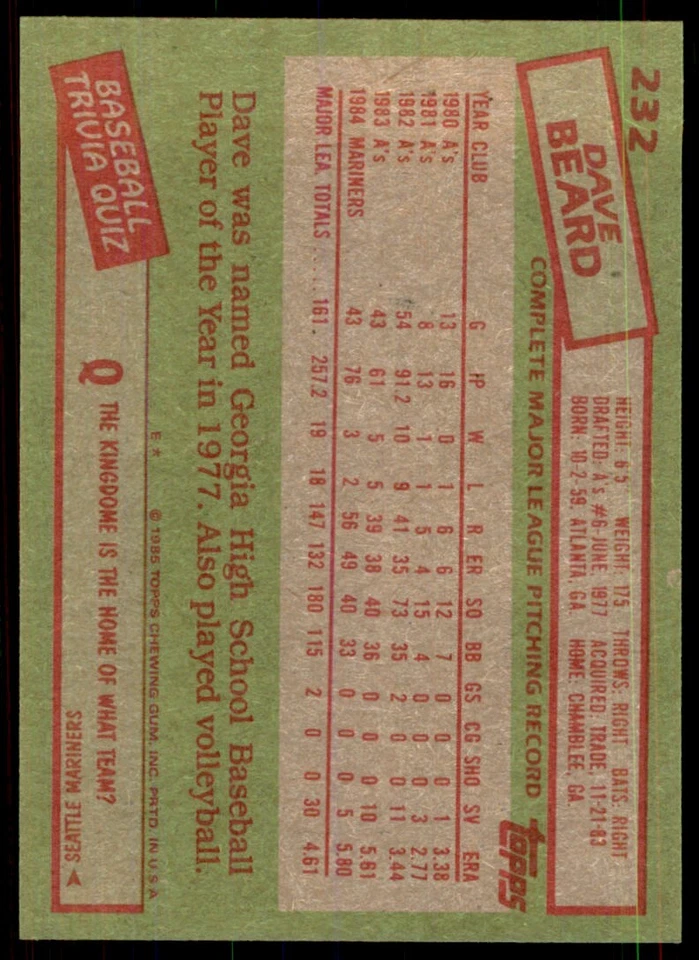 232
DAVE
BEARD
HEIGHT: 6'5 WEIGHT: 175 THROWS: RIGHT BATS: RIGHT
DRAFTED: A's #6-JUNE, 1977 ACQUIRED: TRADE, 11-21-83
BORN: 10-2-59, ATLANTA, GA. HOME: CHAMBLEE, GA.
COMPLETE MAJOR LEAGUE PITCHING RECORD topps
YEAR CLUB G IP W L R ER SO BB GS CG SHO SV ERA
1980 A's 13 16 0 1 6 6 12 7 0 0 0 1 3.38
1981 A's 8 13 1 1 5 4 15 4 0 0 0 3 2.77
1982 A's 54 91.2 10 9 41 35 73 35 2 0 0 11 3.44
1983 A's 43 61 5 5 39 38 40 36 0 0 0 10 5.61
1984 MARINERS 43 76 3 2 56 49 40 33 0 0 0 5 5.80
MAJOR LEA. TOTALS .... 161. 257.2 19 18 147 132 180 115 2 0 0 30 4.61
Dave was named Georgia High School Baseball
Player of the Year in 1977. Also played volleyball.
E * © 1985 TOPPS CHEWING GUM, INC. PRTD. IN U S A
BASEBALL
TRIVIA QUIZ
Q THE KINGDOME IS THE HOME OF WHAT TEAM?
SEATTLE MARINERS